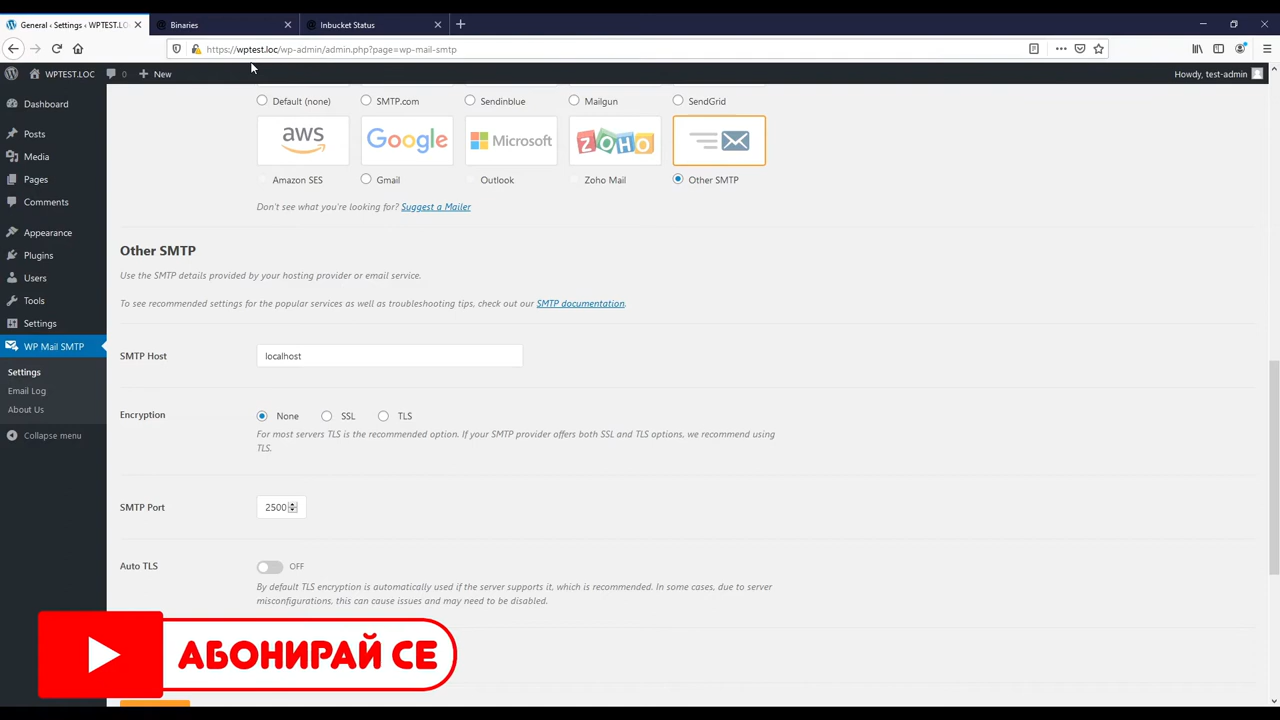 General ‹ Settings ‹ WPTEST.LO
Binaries
Inbucket Status
https://wptest.loc/wp-admin/admin.php?page=wp-mail-smtp
WPTEST.LOC
0
New
Howdy, test-admin
Dashboard
Posts
Media
Pages
Comments
Appearance
Plugins
Users
Tools
Settings
WP Mail SMTP
Settings
Email Log
About Us
Collapse menu
Default (none)
SMTP.com
Sendinblue
Mailgun
SendGrid
aws
Google
Microsoft
ZOHO
Amazon SES
Gmail
Outlook
Zoho Mail
Other SMTP
Don't see what you're looking for? Suggest a Mailer
Other SMTP
Use the SMTP details provided by your hosting provider or email service.
To see recommended settings for the popular services as well as troubleshooting tips, check out our SMTP documentation.
SMTP Host
localhost
Encryption
None
SSL
TLS
For most servers TLS is the recommended option. If your SMTP provider offers both SSL and TLS options, we recommend using
TLS.
SMTP Port
2500
Auto TLS
OFF
By default TLS encryption is automatically used if the server supports it, which is recommended. In some cases, due to server
misconfigurations, this can cause issues and may need to be disabled.
АБОНИРАЙ СЕ